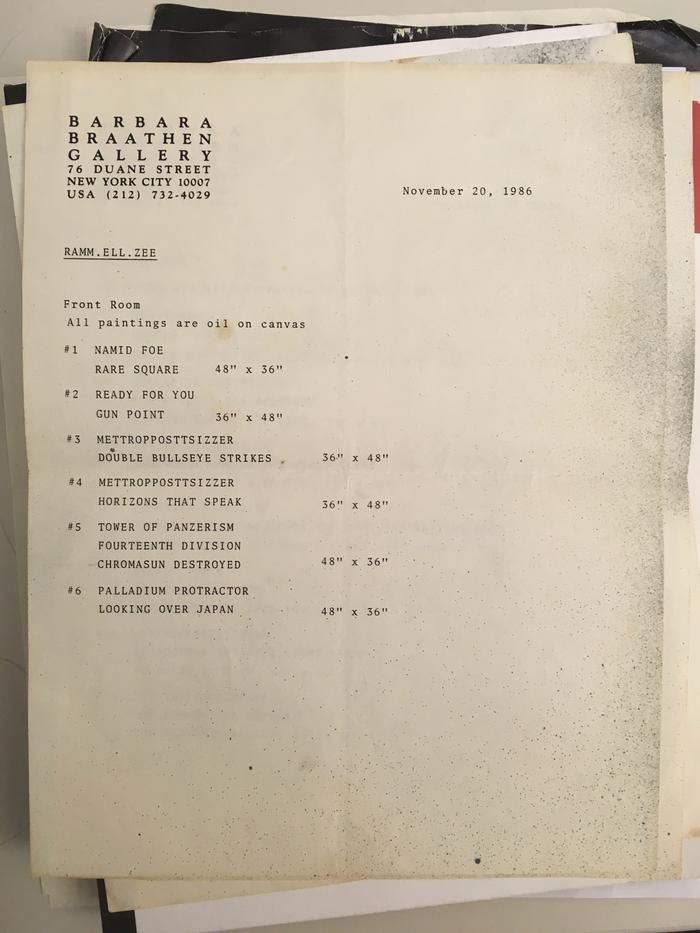 BARBARA
BRAATHEN
GALLERY
76 DUANE STREET
NEW YORK CITY 10007
USA (212) 732-4029
November 20, 1986
RAMM.ELL.ZEE
Front Room
All paintings are oil on canvas
#1 NAMID FOE
RARE SQUARE 48" x 36"
#2 READY FOR YOU
GUN POINT 36" x 48"
#3 METTROPPOSTTSIZZER
DOUBLE BULLSEYE STRIKES 36" x 48"
#4 METTROPPOSTTSIZZER
HORIZONS THAT SPEAK 36" x 48"
#5 TOWER OF PANZERISM
FOURTEENTH DIVISION
CHROMASUN DESTROYED 48" x 36"
#6 PALLADIUM PROTRACTOR
LOOKING OVER JAPAN 48" x 36"